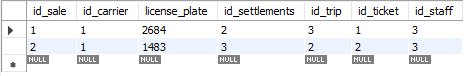 id_sale id_carrier license_plate id_settlements id_trip id_ticket id_staff
1 1 2684 2 3 1 3
2 1 1483 3 2 2 3
NULL NULL NULL NULL NULL NULL NULL